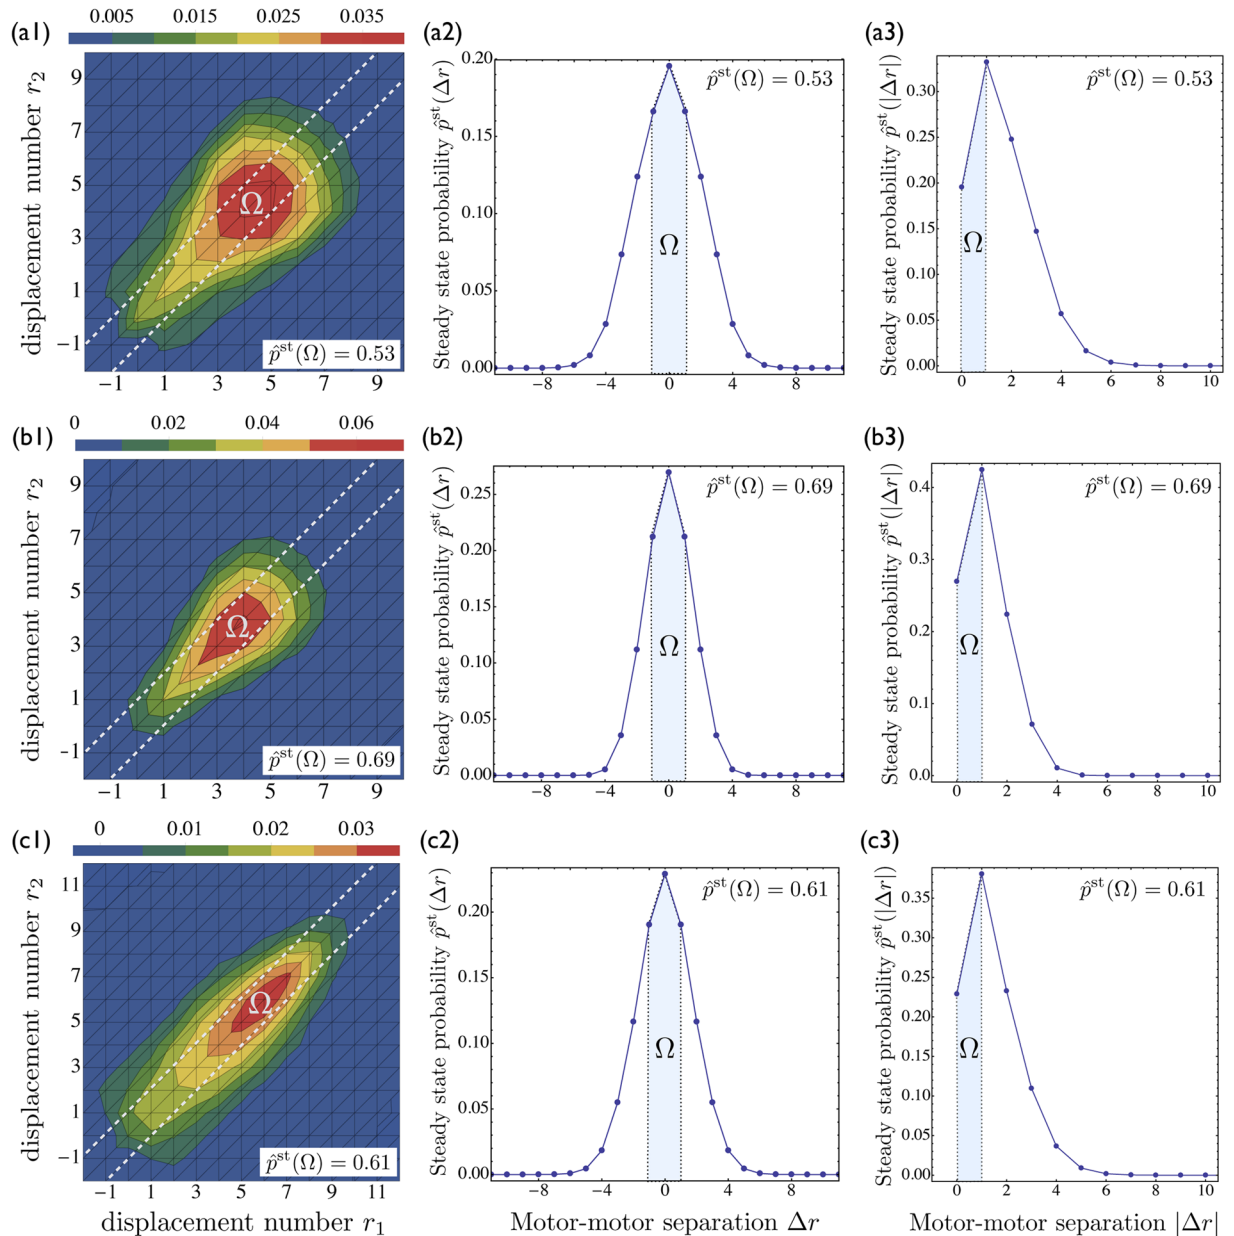 (a1)
0.005 0.015 0.025 0.035
displacement number r₂
9
7
5
3
1
−1
Ω
p̂ˢᵗ(Ω) = 0.53
−1 1 3 5 7 9
(a2)
Steady state probability p̂ˢᵗ(Δr)
0.20
0.15
0.10
0.05
0.00
p̂ˢᵗ(Ω) = 0.53
Ω
−8 −4 0 4 8
(a3)
Steady state probability p̂ˢᵗ(|Δr|)
0.30
0.20
0.10
0.00
p̂ˢᵗ(Ω) = 0.53
Ω
0 2 4 6 8 10
(b1)
0 0.02 0.04 0.06
displacement number r₂
9
7
5
3
1
−1
Ω
p̂ˢᵗ(Ω) = 0.69
−1 1 3 5 7 9
(b2)
Steady state probability p̂ˢᵗ(Δr)
0.25
0.20
0.15
0.10
0.05
0.00
p̂ˢᵗ(Ω) = 0.69
Ω
−8 −4 0 4 8
(b3)
Steady state probability p̂ˢᵗ(|Δr|)
0.4
0.3
0.2
0.1
0.0
p̂ˢᵗ(Ω) = 0.69
Ω
0 2 4 6 8 10
(c1)
0 0.01 0.02 0.03
displacement number r₂
11
9
7
5
3
1
−1
Ω
p̂ˢᵗ(Ω) = 0.61
−1 1 3 5 7 9 11
displacement number r₁
(c2)
Steady state probability p̂ˢᵗ(Δr)
0.20
0.15
0.10
0.05
0.00
p̂ˢᵗ(Ω) = 0.61
Ω
−8 −4 0 4 8
Motor-motor separation Δr
(c3)
Steady state probability p̂ˢᵗ(|Δr|)
0.35
0.30
0.25
0.20
0.15
0.10
0.05
0.00
p̂ˢᵗ(Ω) = 0.61
Ω
0 2 4 6 8 10
Motor-motor separation |Δr|